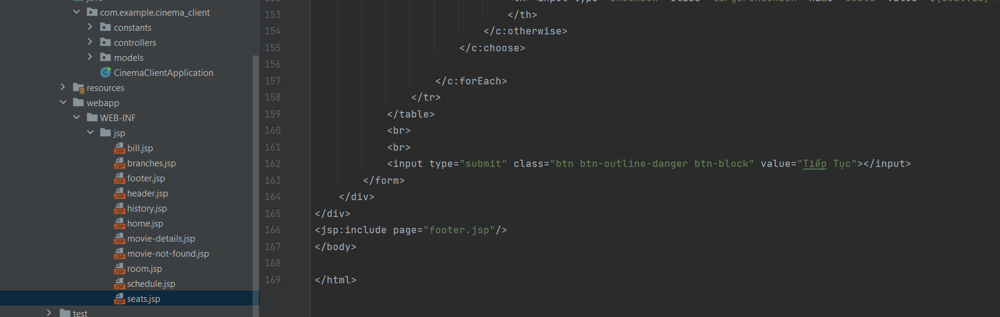 java
com.example.cinema_client
constants
controllers
models
CinemaClientApplication
resources
webapp
WEB-INF
jsp
bill.jsp
branches.jsp
footer.jsp
header.jsp
history.jsp
home.jsp
movie-details.jsp
movie-not-found.jsp
room.jsp
schedule.jsp
seats.jsp
test
153 </th>
154 </c:otherwise>
155 </c:choose>
156
157 </c:forEach>
158 </tr>
159 </table>
160 <br>
161 <br>
162 <input type="submit" class="btn btn-outline-danger btn-block" value="Tiếp Tục"></input>
163 </form>
164 </div>
165 </div>
166 <jsp:include page="footer.jsp"/>
167 </body>
168
169 </html>